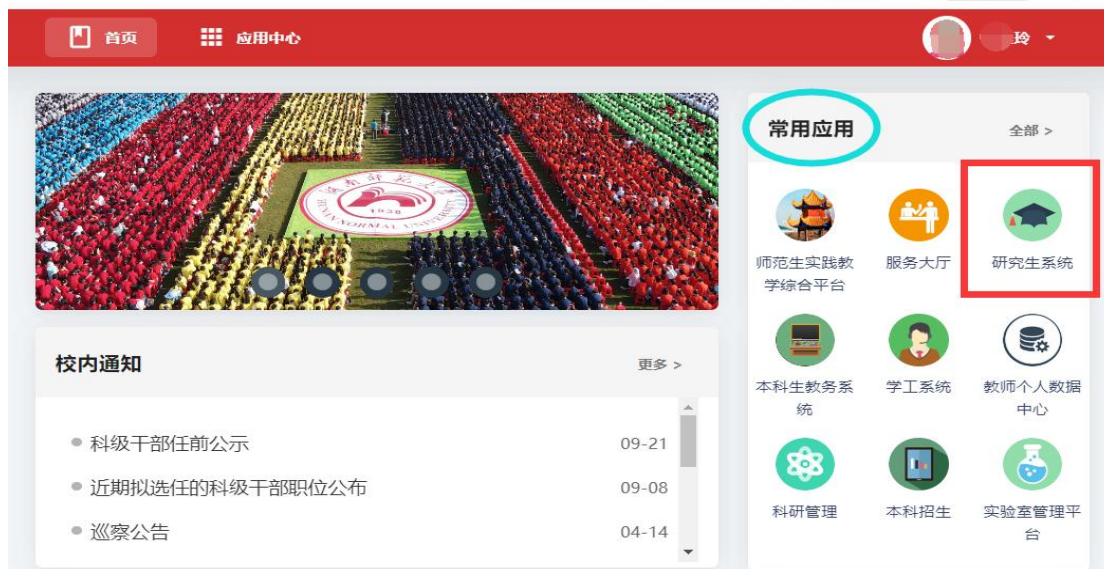 首页
应用中心
玲
常用应用
全部 >
师范生实践教
学综合平台
服务大厅
研究生系统
本科生教务系
统
学工系统
教师个人数据
中心
科研管理
本科招生
实验室管理平
台
1938
HUNAN NORMAL UNIVERSITY
校内通知
更多 >
科级干部任前公示 09-21
近期拟选任的科级干部职位公布 09-08
巡察公告 04-14